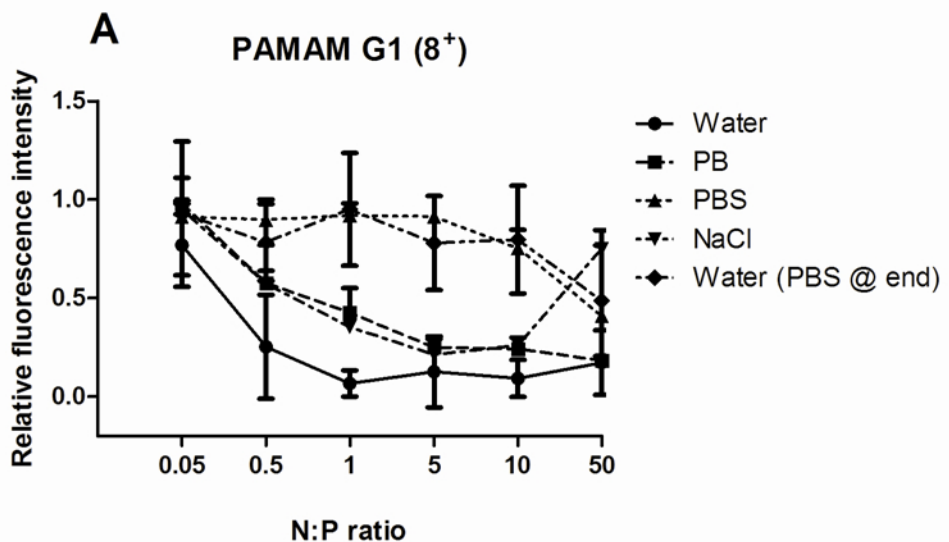 A
PAMAM G1 (8⁺)
Relative fluorescence intensity
1.5
1.0
0.5
0.0
0.05 0.5 1 5 10 50
N:P ratio
Water
PB
PBS
NaCl
Water (PBS @ end)